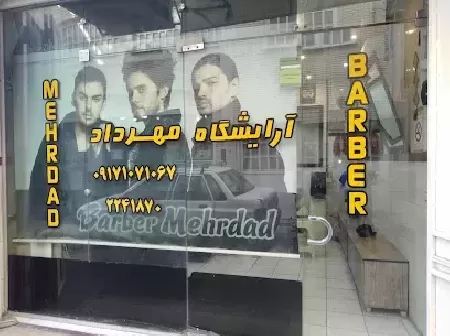 MEHRDAD
آرایشگاه مهرداد
۰۹۱۷۱۰۷۱۰۶۷
۲۲۴۱۸۷۰
Barber Mehrdad
BARBER